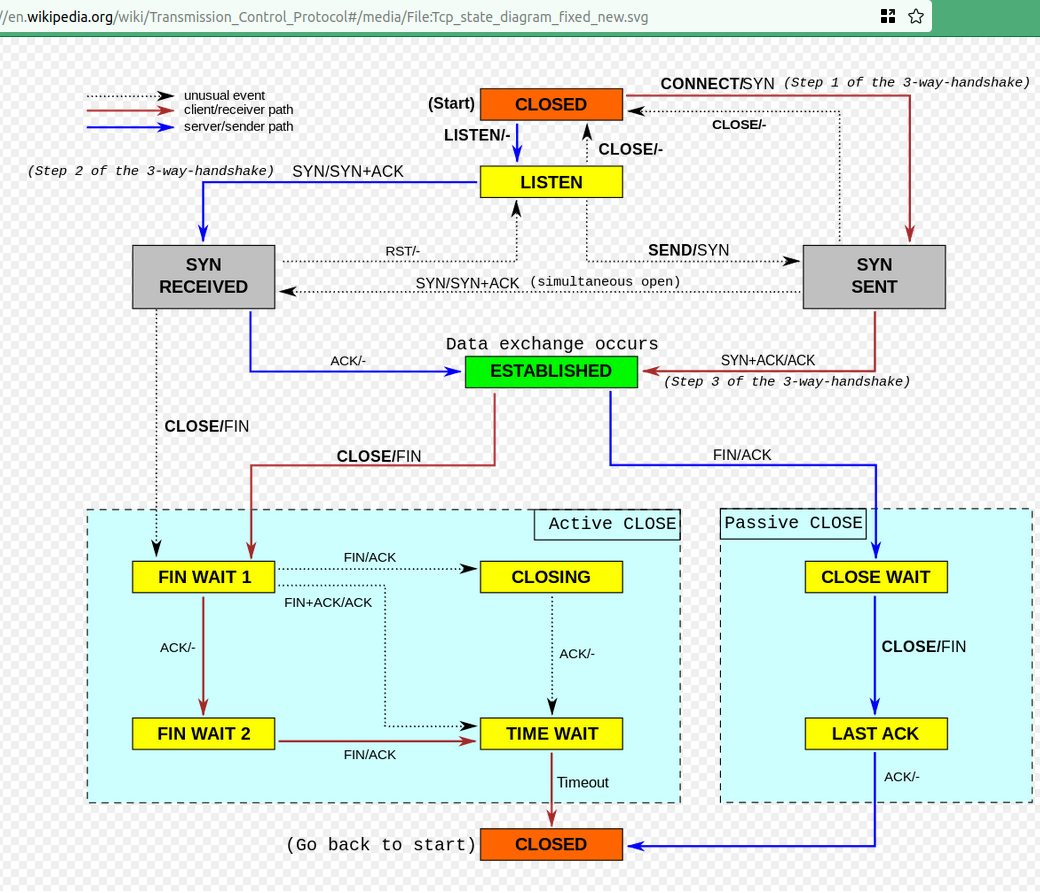 //en.wikipedia.org/wiki/Transmission_Control_Protocol#/media/File:Tcp_state_diagram_fixed_new.svg
unusual event
client/receiver path
server/sender path
(Start)
CLOSED
CONNECT/SYN (Step 1 of the 3-way-handshake)
CLOSE/-
LISTEN/-
CLOSE/-
(Step 2 of the 3-way-handshake) SYN/SYN+ACK
LISTEN
RST/-
SEND/SYN
SYN
RECEIVED
SYN
SENT
SYN/SYN+ACK (simultaneous open)
Data exchange occurs
ACK/-
ESTABLISHED
SYN+ACK/ACK
(Step 3 of the 3-way-handshake)
CLOSE/FIN
CLOSE/FIN
FIN/ACK
Active CLOSE
Passive CLOSE
FIN WAIT 1
FIN/ACK
CLOSING
CLOSE WAIT
FIN+ACK/ACK
ACK/-
ACK/-
CLOSE/FIN
FIN WAIT 2
TIME WAIT
LAST ACK
FIN/ACK
Timeout
ACK/-
(Go back to start)
CLOSED